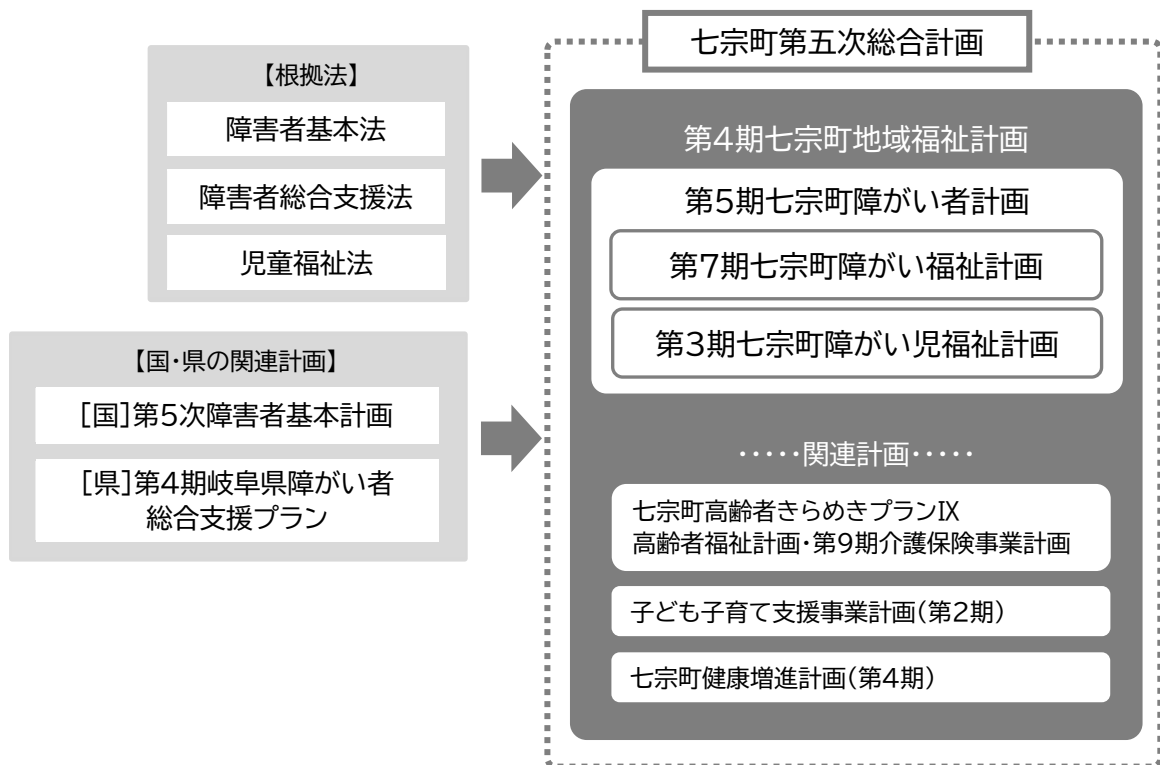 【根拠法】
障害者基本法
障害者総合支援法
児童福祉法
【国・県の関連計画】
[国]第5次障害者基本計画
[県]第4期岐阜県障がい者
総合支援プラン
七宗町第五次総合計画
第4期七宗町地域福祉計画
第5期七宗町障がい者計画
第7期七宗町障がい福祉計画
第3期七宗町障がい児福祉計画
・・・・・関連計画・・・・・
七宗町高齢者きらめきプランⅨ
高齢者福祉計画・第9期介護保険事業計画
子ども子育て支援事業計画(第2期)
七宗町健康増進計画(第4期)